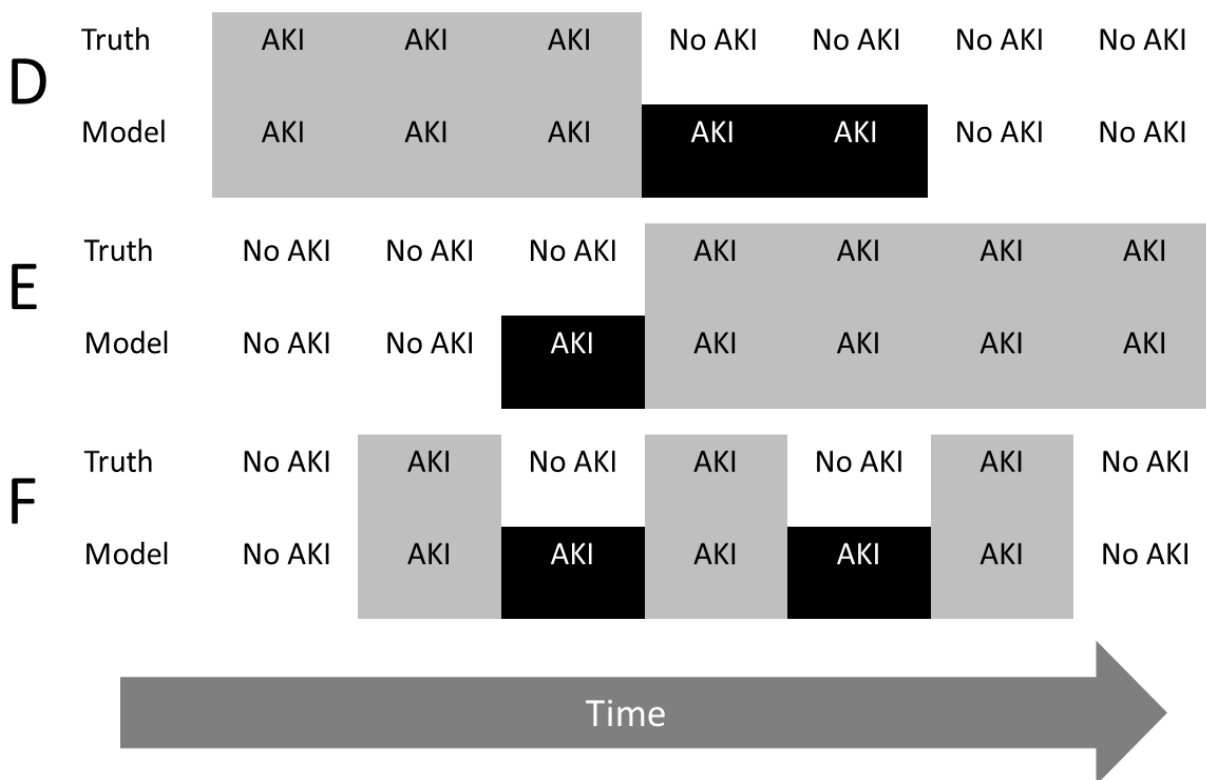 D
Truth AKI AKI AKI No AKI No AKI No AKI No AKI
Model AKI AKI AKI AKI AKI No AKI No AKI
E
Truth No AKI No AKI No AKI AKI AKI AKI AKI
Model No AKI No AKI AKI AKI AKI AKI AKI
F
Truth No AKI AKI No AKI AKI No AKI AKI No AKI
Model No AKI AKI AKI AKI AKI AKI No AKI
Time